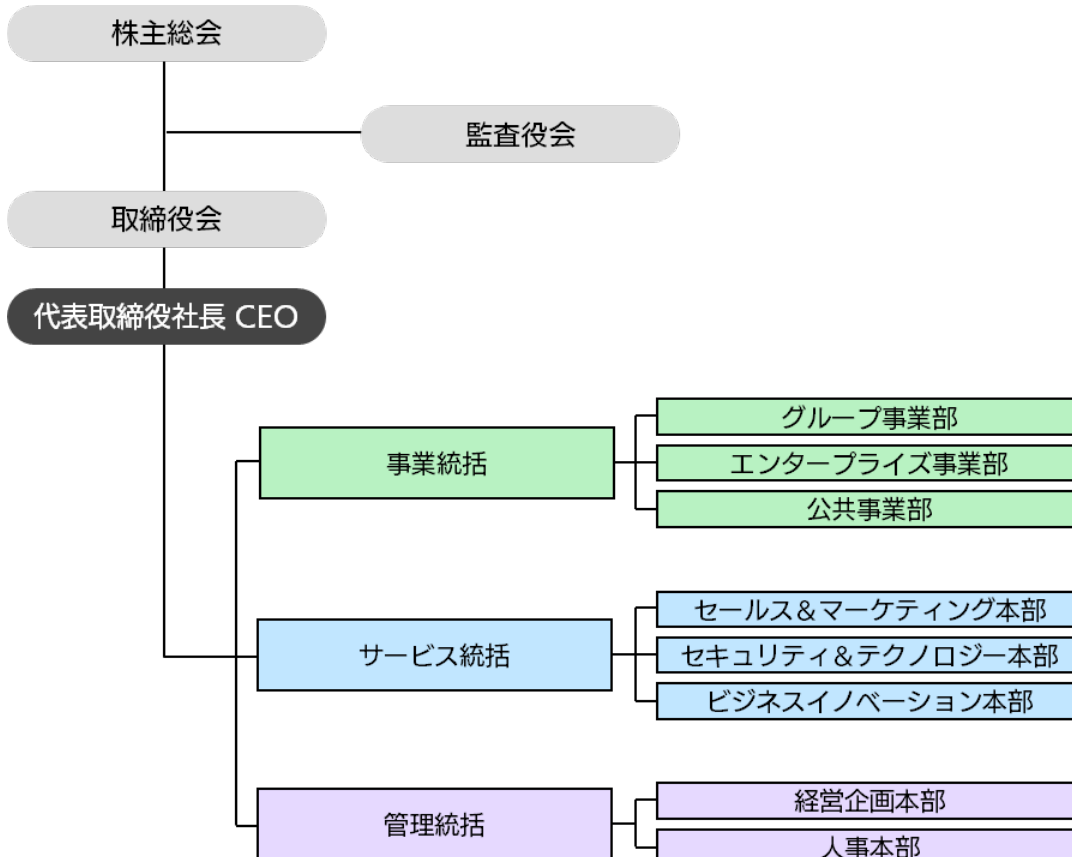 株主総会
監査役会
取締役会
代表取締役社長 CEO
事業統括
グループ事業部
エンタープライズ事業部
公共事業部
サービス統括
セールス&マーケティング本部
セキュリティ&テクノロジー本部
ビジネスイノベーション本部
管理統括
経営企画本部
人事本部